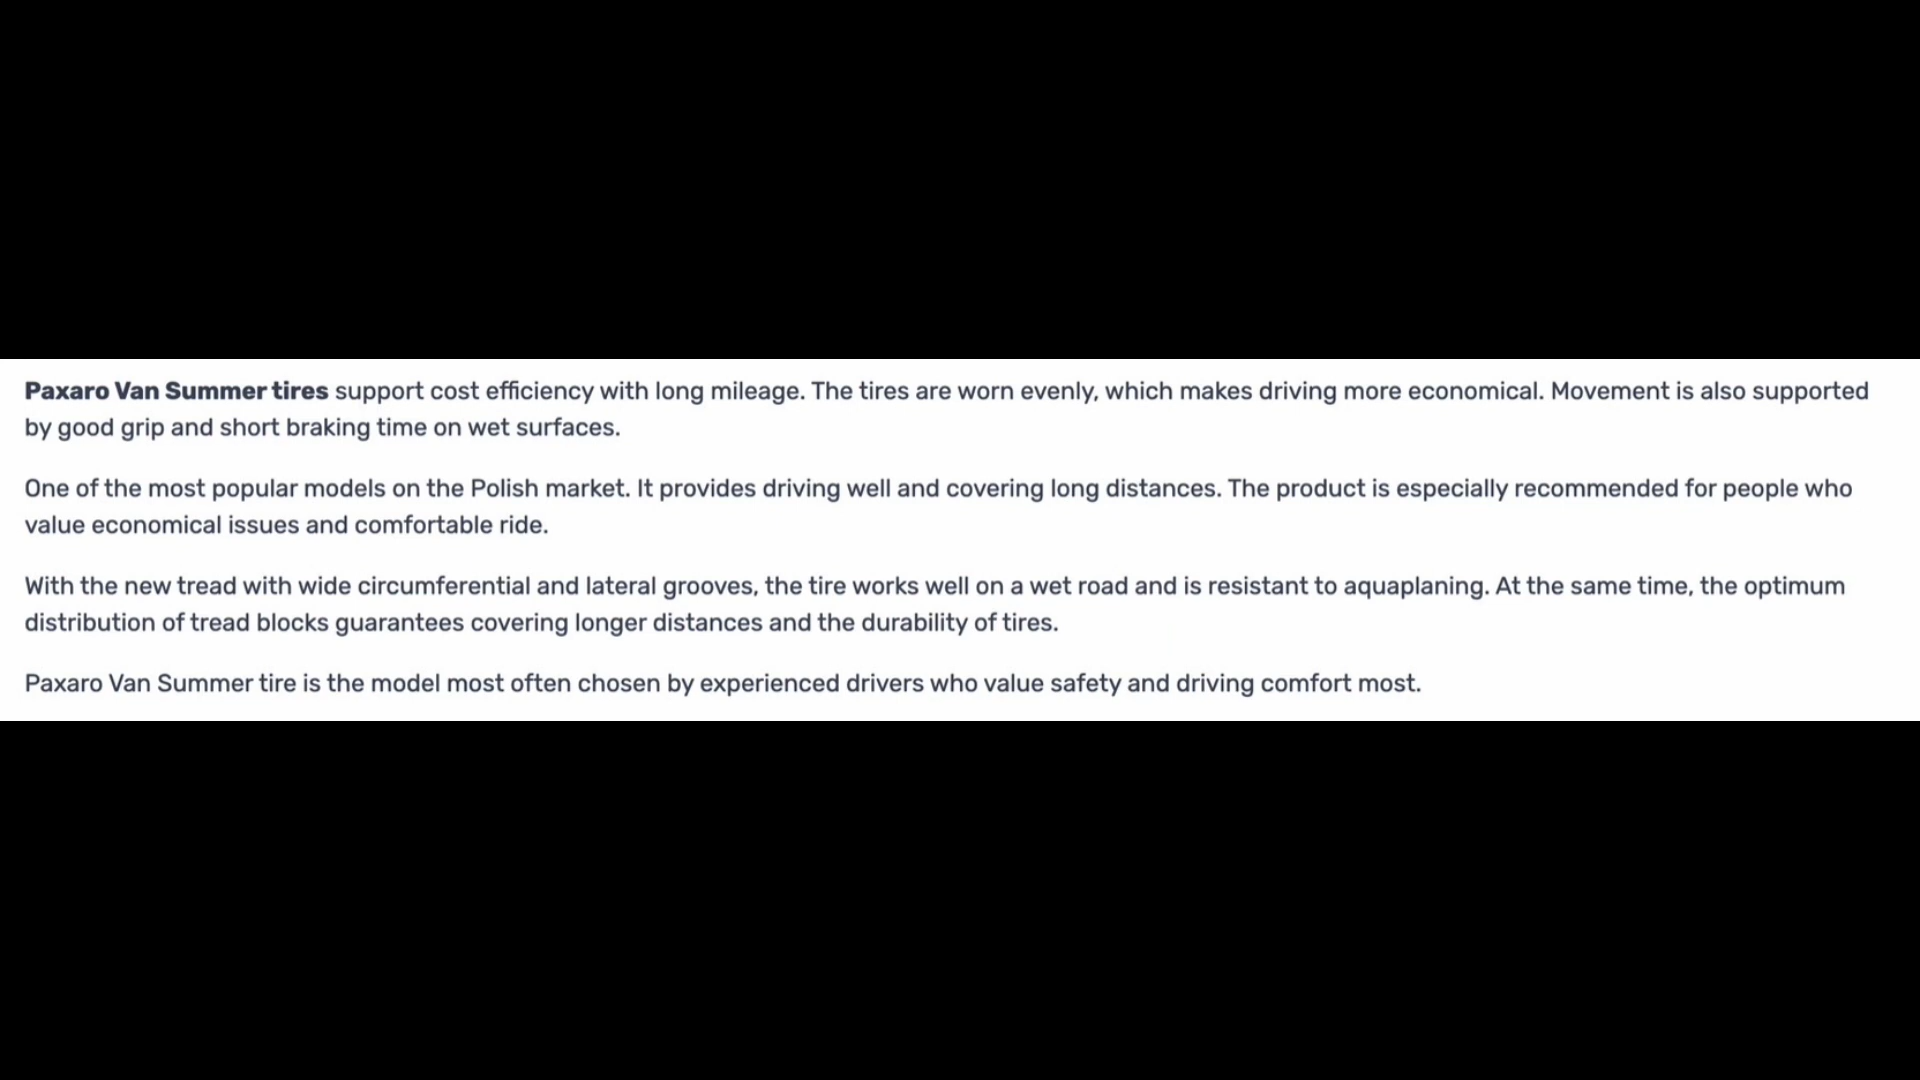 Paxaro Van Summer tires support cost efficiency with long mileage. The tires are worn evenly, which makes driving more economical. Movement is also supported
by good grip and short braking time on wet surfaces.
One of the most popular models on the Polish market. It provides driving well and covering long distances. The product is especially recommended for people who
value economical issues and comfortable ride.
With the new tread with wide circumferential and lateral grooves, the tire works well on a wet road and is resistant to aquaplaning. At the same time, the optimum
distribution of tread blocks guarantees covering longer distances and the durability of tires.
Paxaro Van Summer tire is the model most often chosen by experienced drivers who value safety and driving comfort most.